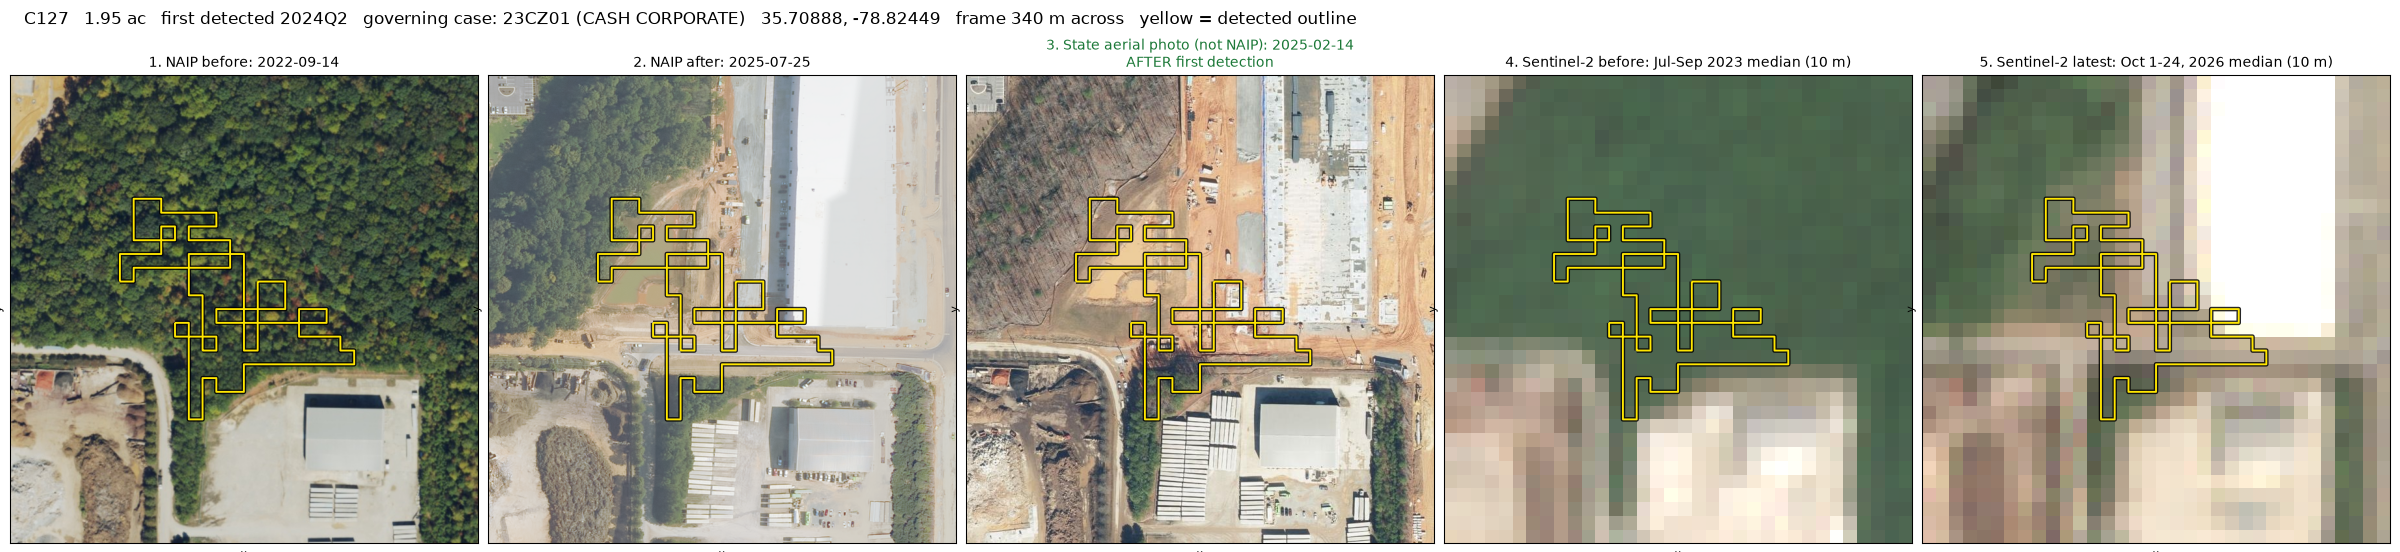 C127   1.95 ac   first detected 2024Q2   governing case: 23CZ01 (CASH CORPORATE)   35.70888, -78.82449   frame 340 m across   yellow = detected outline
1. NAIP before: 2022-09-14
2. NAIP after: 2025-07-25
3. State aerial photo (not NAIP): 2025-02-14
AFTER first detection
4. Sentinel-2 before: Jul-Sep 2023 median (10 m)
5. Sentinel-2 latest: Oct 1-24, 2026 median (10 m)